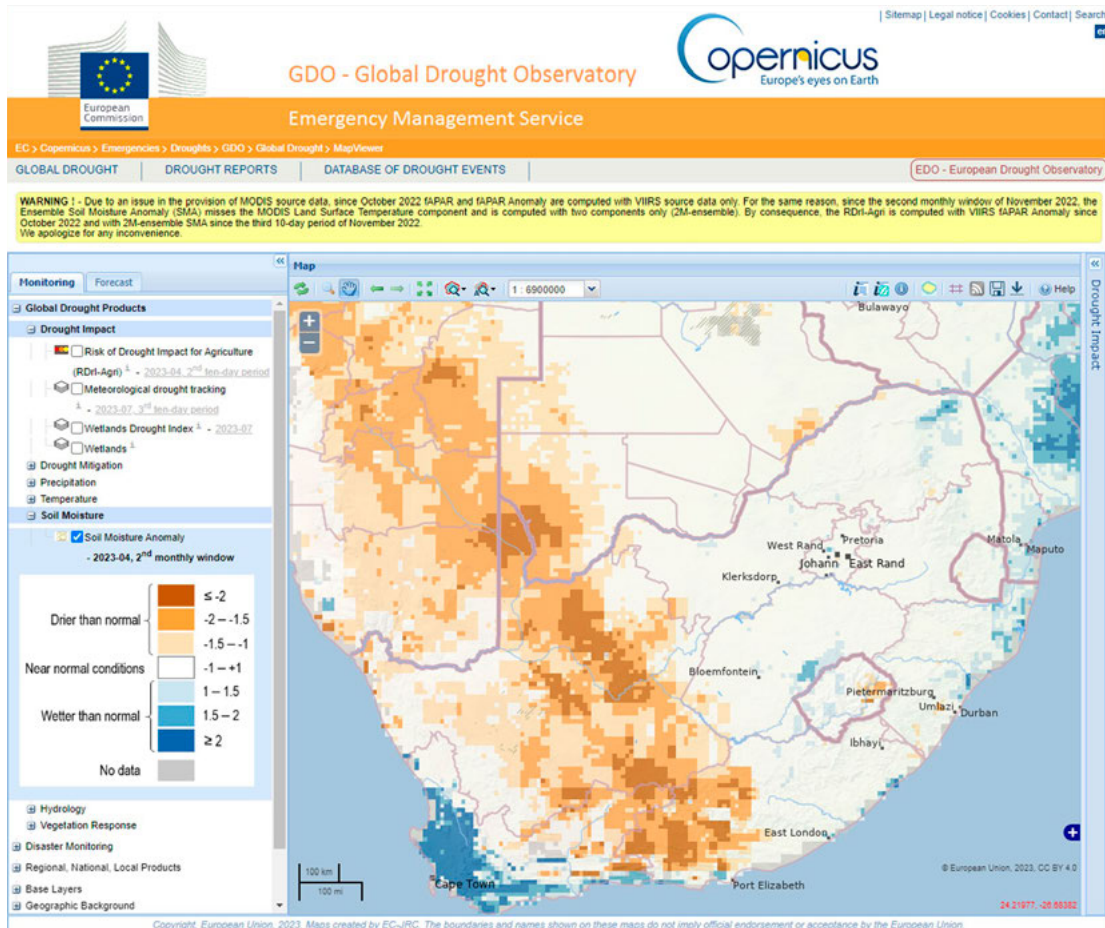 | Sitemap | Legal notice | Cookies | Contact | Search
en
GDO - Global Drought Observatory
opernicus
Europe's eyes on Earth
European
Commission
Emergency Management Service
EC > Copernicus > Emergencies > Droughts > GDO > Global Drought > MapViewer
GLOBAL DROUGHT
DROUGHT REPORTS
DATABASE OF DROUGHT EVENTS
EDO - European Drought Observatory
WARNING ! - Due to an issue in the provision of MODIS source data, since October 2022 fAPAR and fAPAR Anomaly are computed with VIIRS source data only. For the same reason, since the second monthly window of November 2022, the
Ensemble Soil Moisture Anomaly (SMA) misses the MODIS Land Surface Temperature component and is computed with two components only (2M-ensemble). By consequence, the RDrI-Agri is computed with VIIRS fAPAR Anomaly since
October 2022 and with 2M-ensemble SMA since the third 10-day period of November 2022.
We apologize for any inconvenience.
Monitoring
Forecast
Global Drought Products
Drought Impact
Risk of Drought Impact for Agriculture
(RDrI-Agri) i - 2023-04, 2nd ten-day period
Meteorological drought tracking
i - 2023-07, 3rd ten-day period
Wetlands Drought Index i - 2023-07
Wetlands i
Drought Mitigation
Precipitation
Temperature
Soil Moisture
Soil Moisture Anomaly
- 2023-04, 2nd monthly window
Drier than normal
≤ -2
-2 – -1.5
-1.5 – -1
Near normal conditions
-1 – +1
Wetter than normal
1 – 1.5
1.5 – 2
≥ 2
No data
Hydrology
Vegetation Response
Disaster Monitoring
Regional, National, Local Products
Base Layers
Geographic Background
Map
1 : 6900000
Help
Drought Impact
Bulawayo
West Rand
Pretoria
Johann
East Rand
Klerksdorp
Matola
Maputo
Bloemfontein
Pietermaritzburg
Umlazi
Durban
Ibhayi
East London
Port Elizabeth
Cape Town
100 km
100 mi
© European Union, 2023, CC BY 4.0
24.21977, -26.68382
Copyright, European Union, 2023. Maps created by EC-JRC. The boundaries and names shown on these maps do not imply official endorsement or acceptance by the European Union.